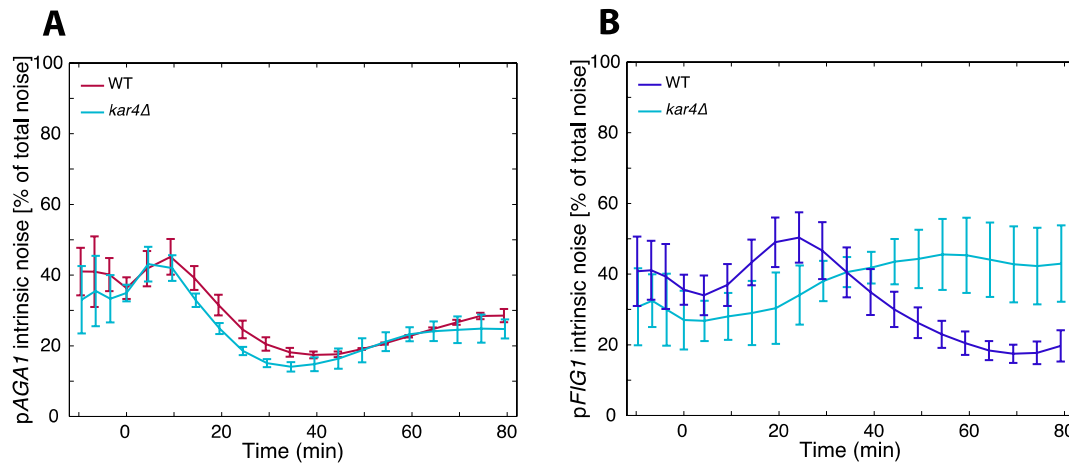 A
pAGA1 intrinsic noise [% of total noise]
100
80
60
40
20
0
WT
kar4Δ
0 20 40 60 80
Time (min)
B
pFIG1 intrinsic noise [% of total noise]
100
80
60
40
20
0
WT
kar4Δ
0 20 40 60 80
Time (min)